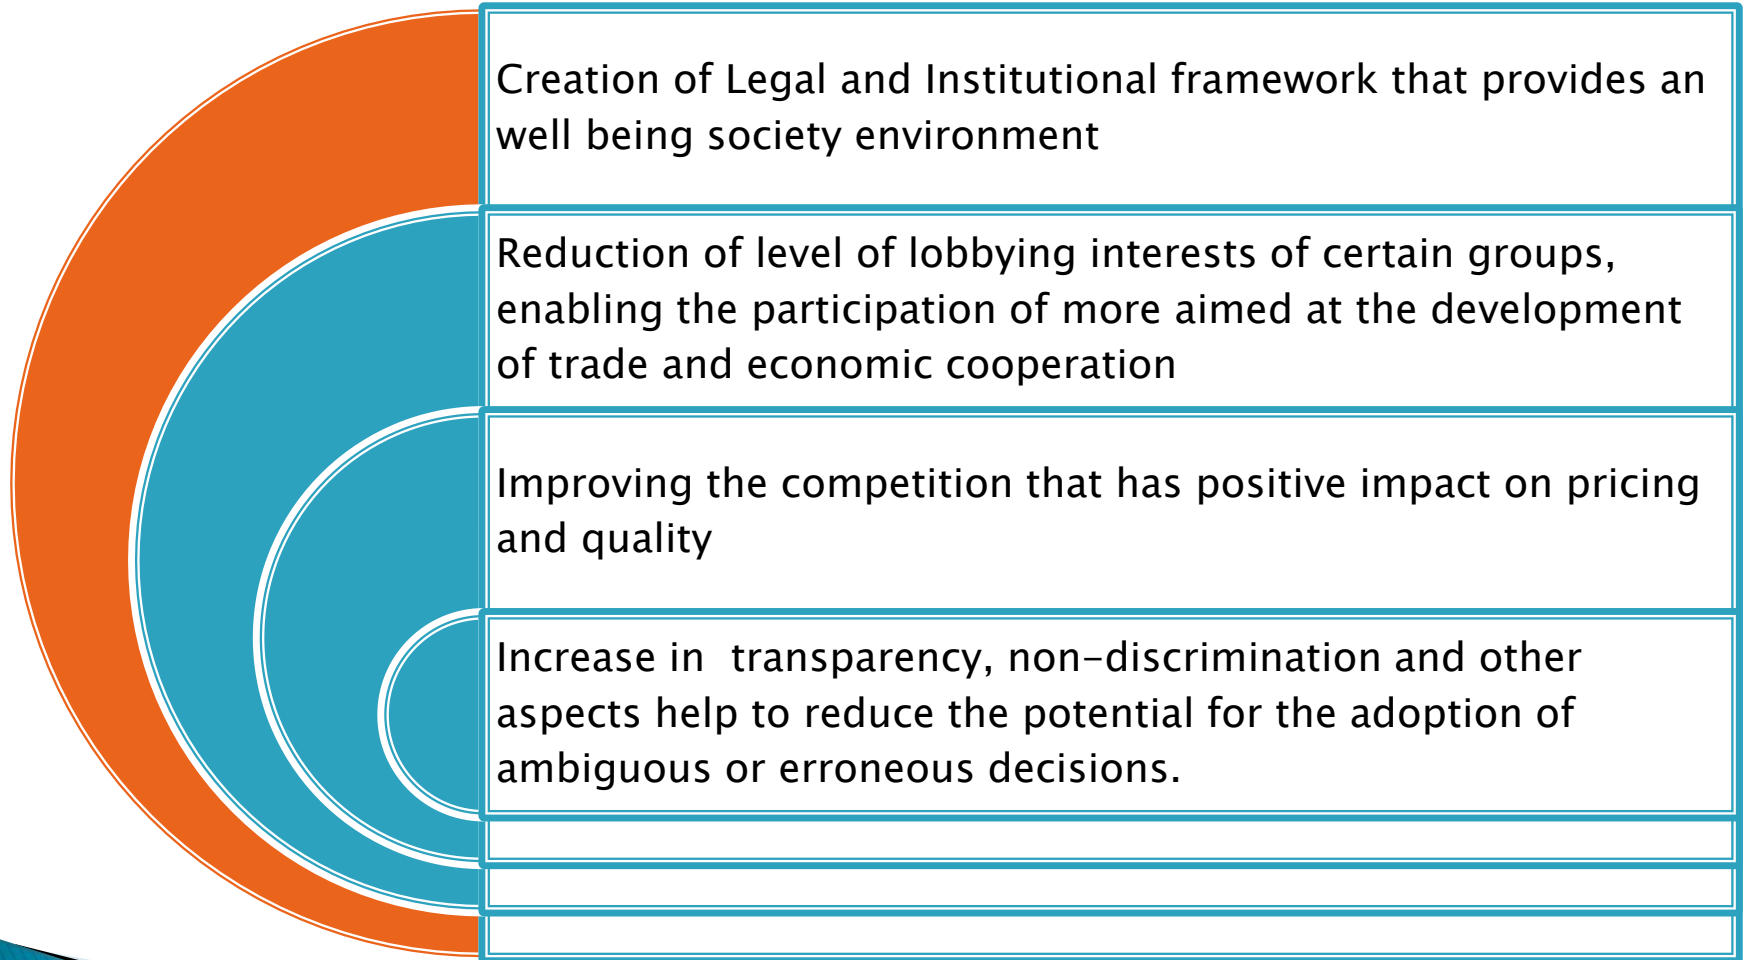 Creation of Legal and Institutional framework that provides an
well being society environment
Reduction of level of lobbying interests of certain groups,
enabling the participation of more aimed at the development
of trade and economic cooperation
Improving the competition that has positive impact on pricing
and quality
Increase in  transparency, non-discrimination and other
aspects help to reduce the potential for the adoption of
ambiguous or erroneous decisions.